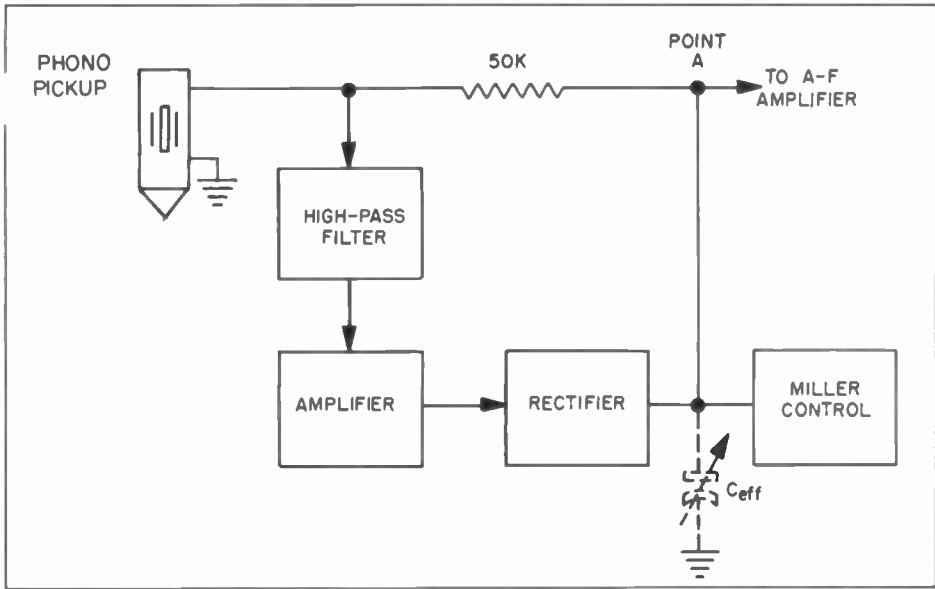 PHONO
PICKUP
50K
POINT
A
TO A-F
AMPLIFIER
HIGH-PASS
FILTER
AMPLIFIER
RECTIFIER
MILLER
CONTROL
Ceff